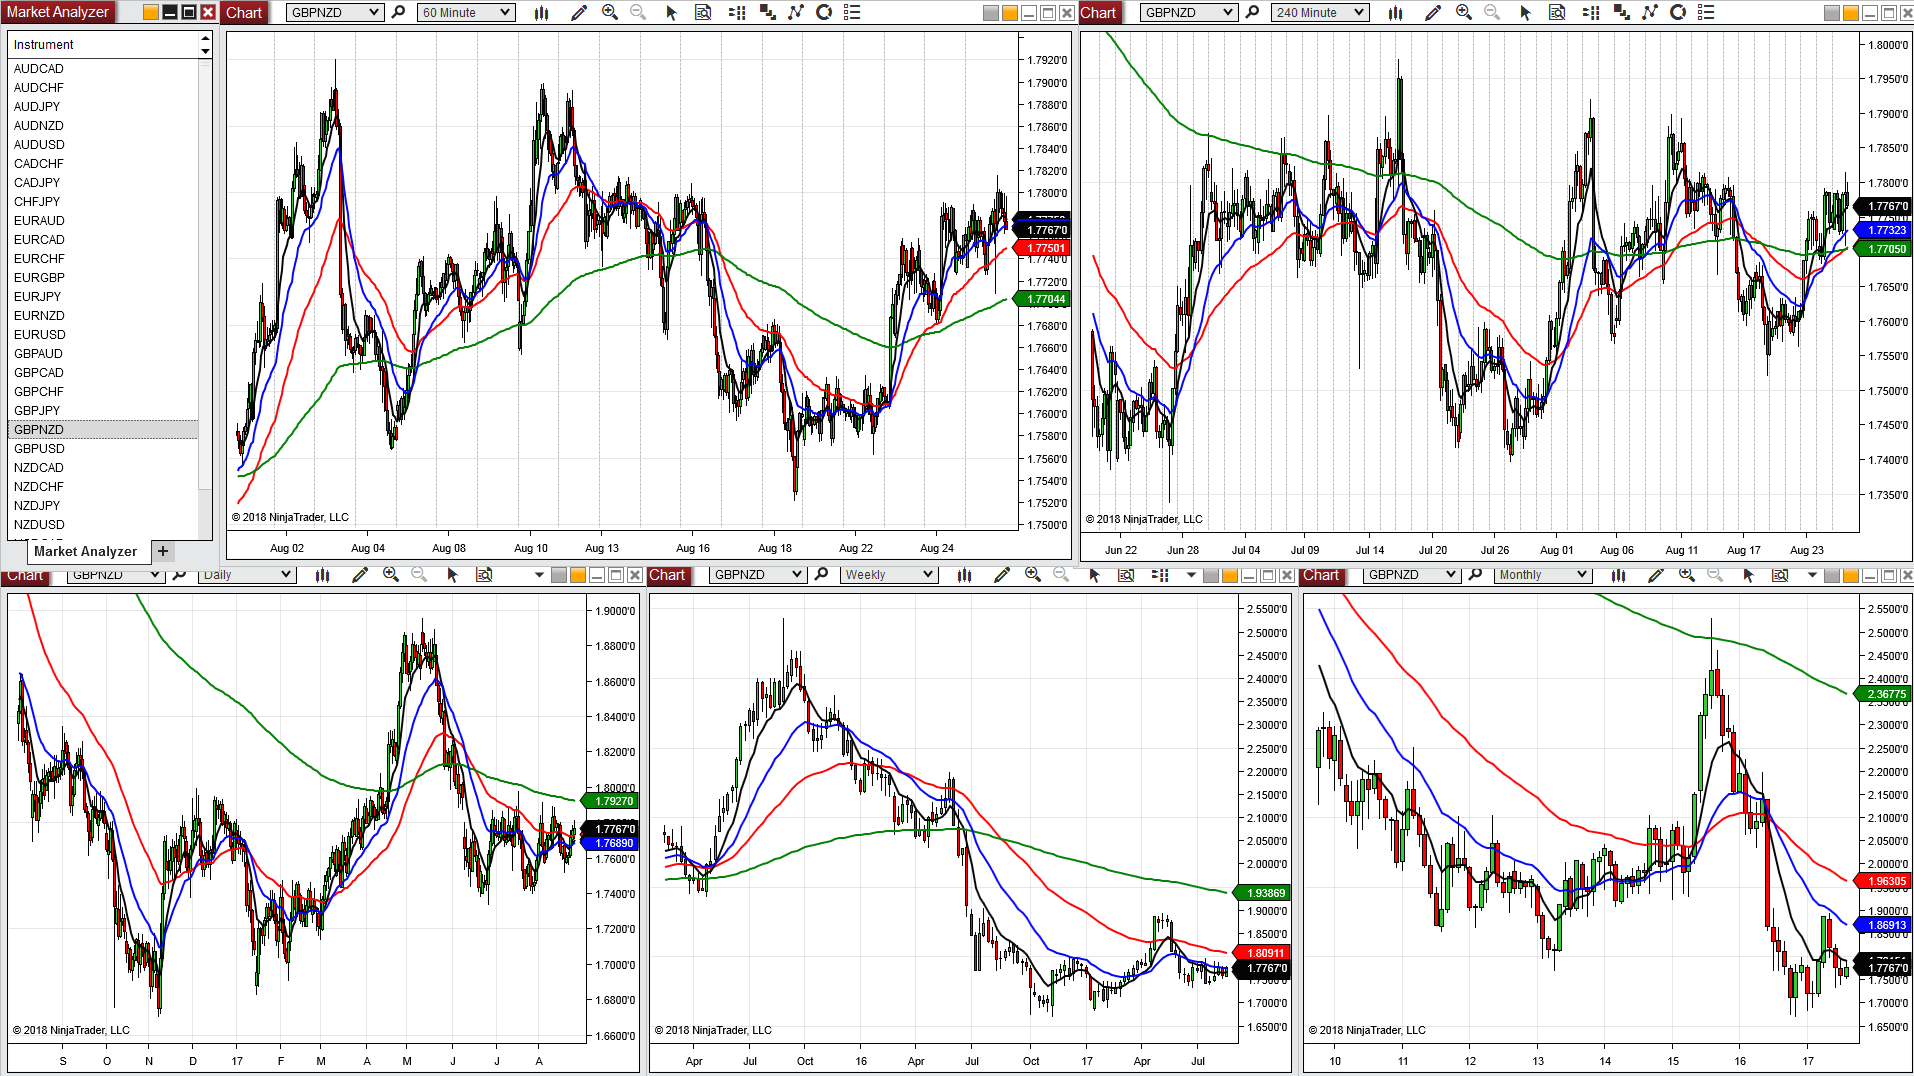 Market Analyzer
Instrument
AUDCAD
AUDCHF
AUDJPY
AUDNZD
AUDUSD
CADCHF
CADJPY
CHFJPY
EURAUD
EURCAD
EURCHF
EURGBP
EURJPY
EURNZD
EURUSD
GBPAUD
GBPCAD
GBPCHF
GBPJPY
GBPNZD
GBPUSD
NZDCAD
NZDCHF
NZDJPY
NZDUSD
Market Analyzer +
Chart GBPNZD 60 Minute
1.7920'0
1.7900'0
1.7880'0
1.7860'0
1.7840'0
1.7820'0
1.7800'0
1.7767'0
1.77501
1.7740'0
1.7720'0
1.77044
1.7680'0
1.7660'0
1.7640'0
1.7620'0
1.7600'0
1.7580'0
1.7560'0
1.7540'0
1.7520'0
1.7500'0
© 2018 NinjaTrader, LLC
Aug 02 Aug 04 Aug 08 Aug 10 Aug 13 Aug 16 Aug 18 Aug 22 Aug 24
Chart GBPNZD 240 Minute
1.8000'0
1.7950'0
1.7900'0
1.7850'0
1.7800'0
1.7767'0
1.77323
1.77050
1.7650'0
1.7600'0
1.7550'0
1.7500'0
1.7450'0
1.7400'0
1.7350'0
© 2018 NinjaTrader, LLC
Jun 22 Jun 28 Jul 04 Jul 09 Jul 14 Jul 20 Jul 26 Aug 01 Aug 06 Aug 11 Aug 17 Aug 23
Chart GBPNZD Daily
1.9000'0
1.8800'0
1.8600'0
1.8400'0
1.8200'0
1.8000'0
1.79270
1.7767'0
1.76890
1.7600'0
1.7400'0
1.7200'0
1.7000'0
1.6800'0
1.6600'0
© 2018 NinjaTrader, LLC
S O N D 17 F M A M J J A
Chart GBPNZD Weekly
2.5500'0
2.5000'0
2.4500'0
2.4000'0
2.3500'0
2.3000'0
2.2500'0
2.2000'0
2.1500'0
2.1000'0
2.0500'0
2.0000'0
1.93869
1.9000'0
1.8500'0
1.80911
1.7767'0
1.7000'0
1.6500'0
© 2018 NinjaTrader, LLC
Apr Jul Oct 16 Apr Jul Oct 17 Apr Jul
Chart GBPNZD Monthly
2.5500'0
2.5000'0
2.4500'0
2.4000'0
2.36775
2.3000'0
2.2500'0
2.2000'0
2.1500'0
2.1000'0
2.0500'0
2.0000'0
1.96305
1.9000'0
1.86913
1.8500'0
1.7767'0
1.7000'0
1.6500'0
© 2018 NinjaTrader, LLC
10 11 12 13 14 15 16 17